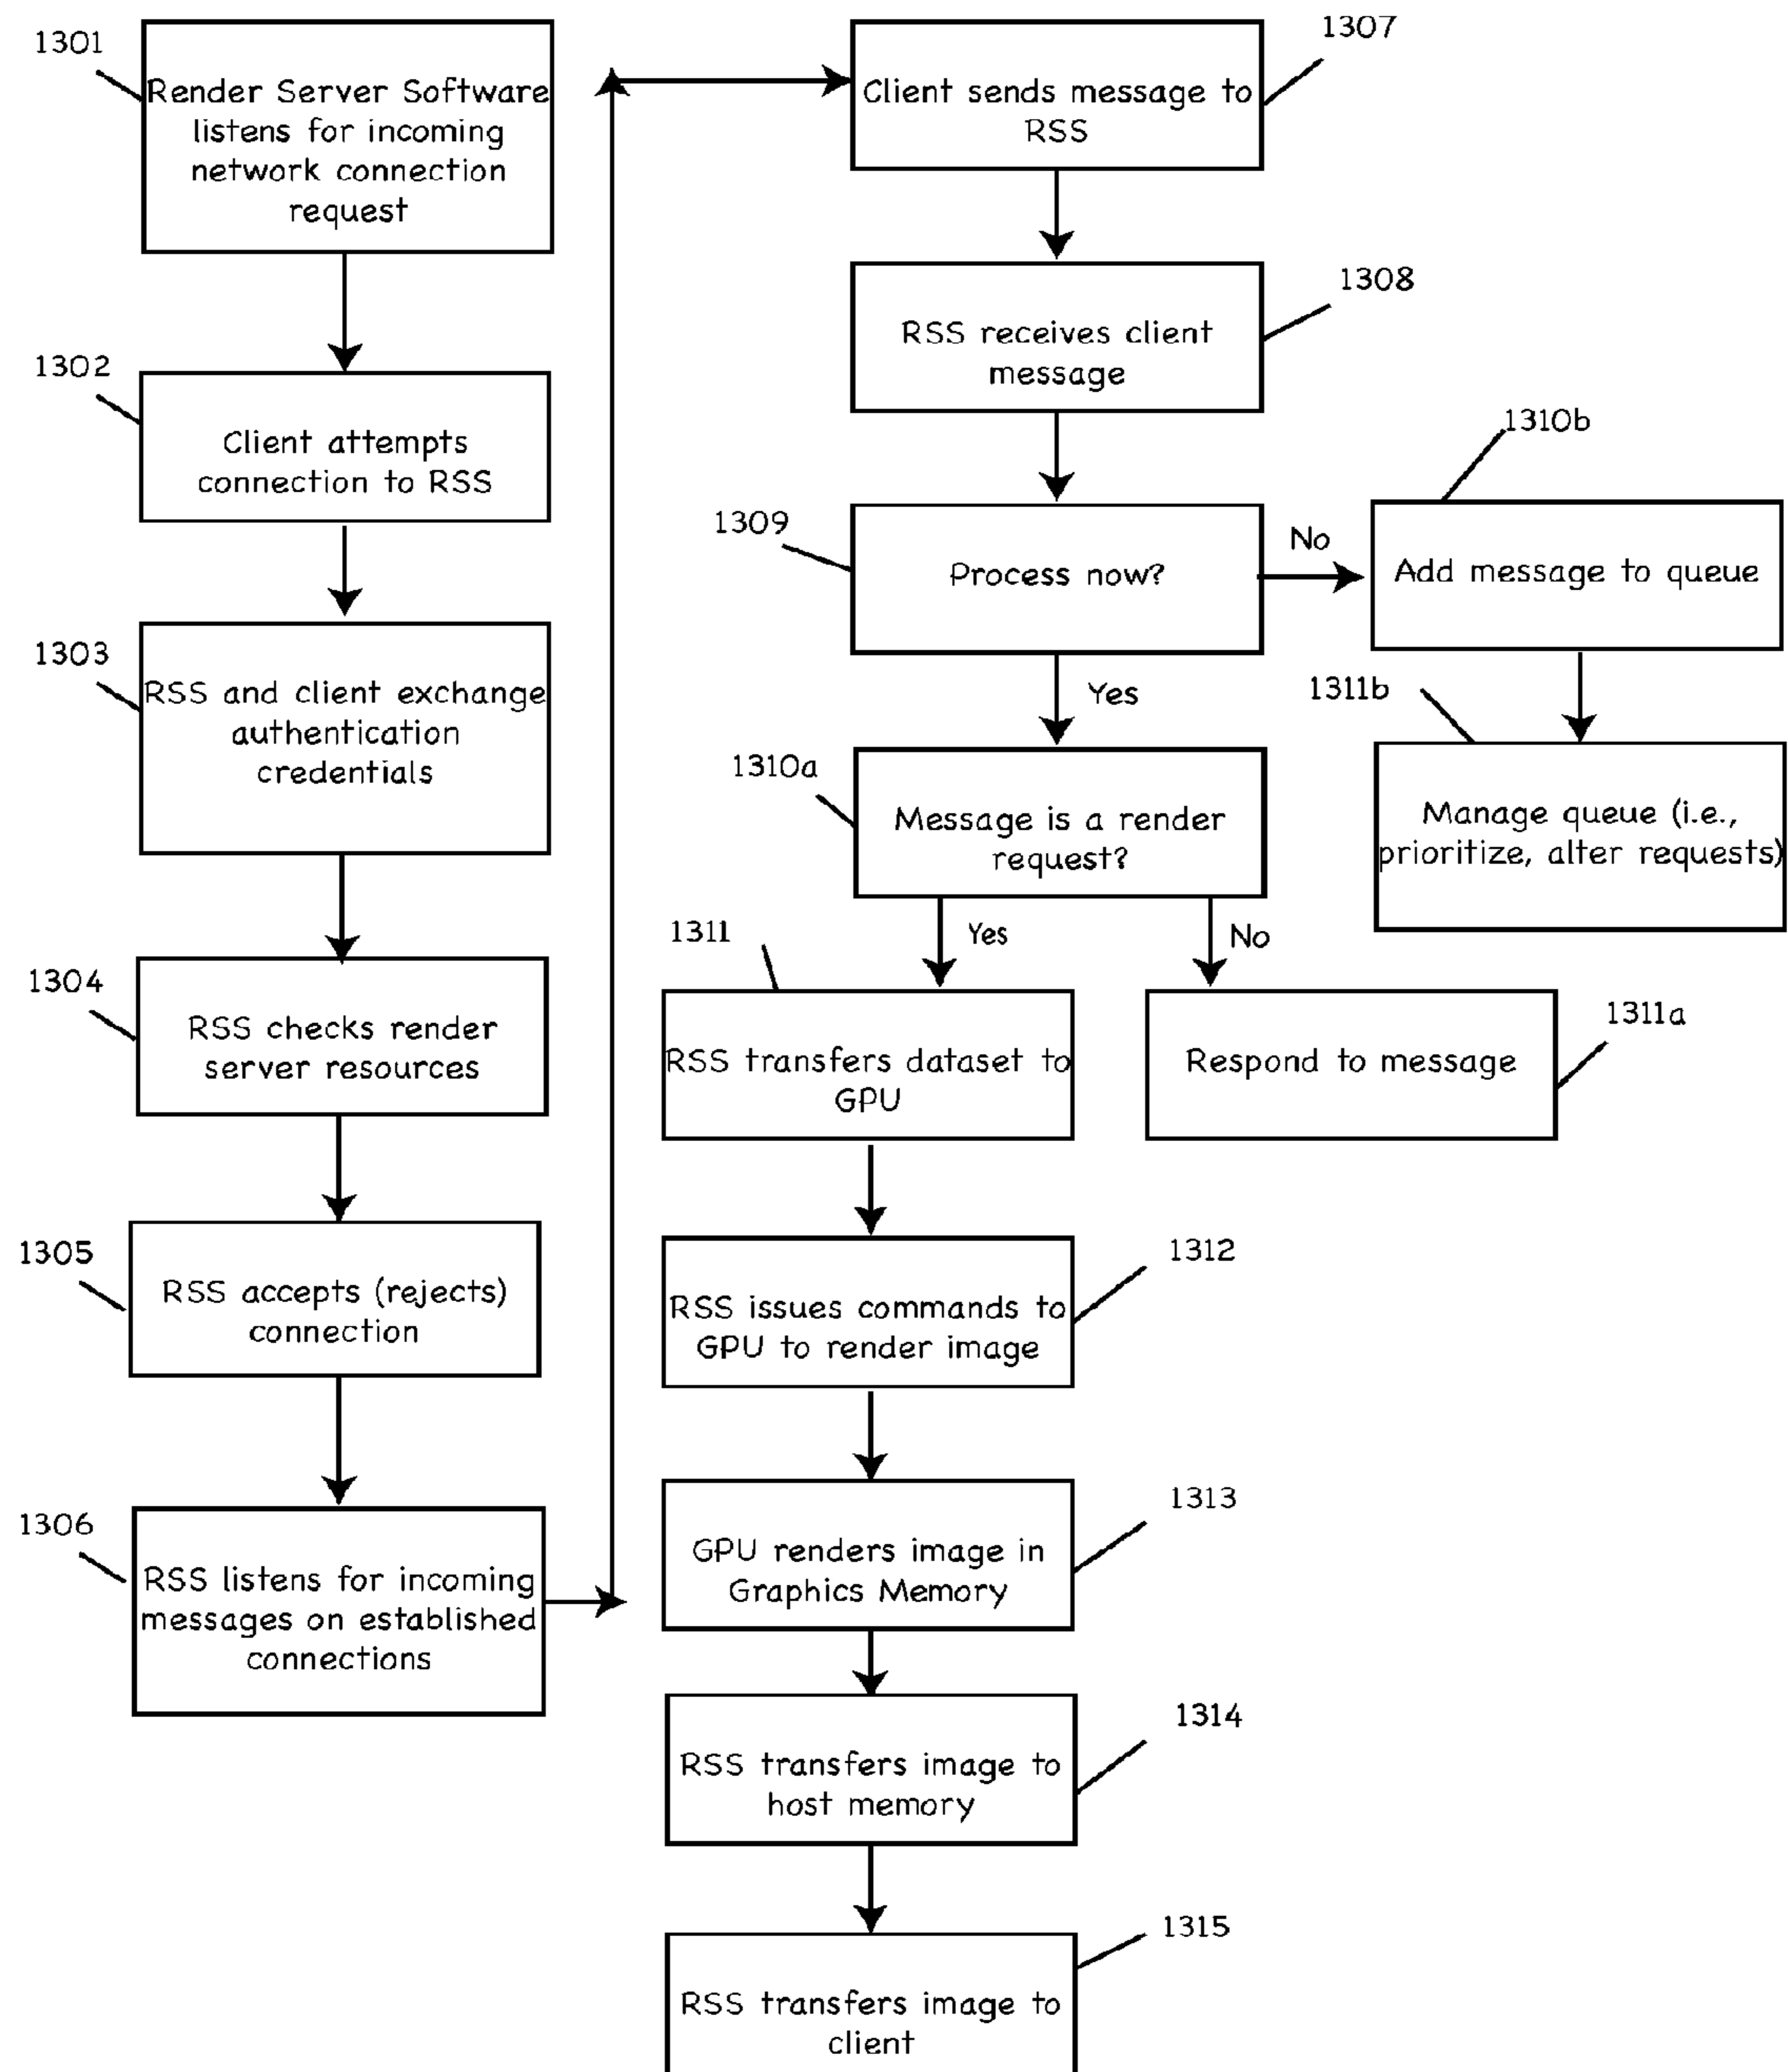 1301
Render Server Software
listens for incoming
network connection
request
1302
Client attempts
connection to RSS
1303
RSS and client exchange
authentication
credentials
1304
RSS checks render
server resources
1305
RSS accepts (rejects)
connection
1306
RSS listens for incoming
messages on established
connections
1307
Client sends message to
RSS
1308
RSS receives client
message
1309
Process now?
No
1310b
Add message to queue
1311b
Manage queue (i.e.,
prioritize, alter requests)
Yes
1310a
Message is a render
request?
Yes
No
1311
RSS transfers dataset to
GPU
1311a
Respond to message
1312
RSS issues commands to
GPU to render image
1313
GPU renders image in
Graphics Memory
1314
RSS transfers image to
host memory
1315
RSS transfers image to
client